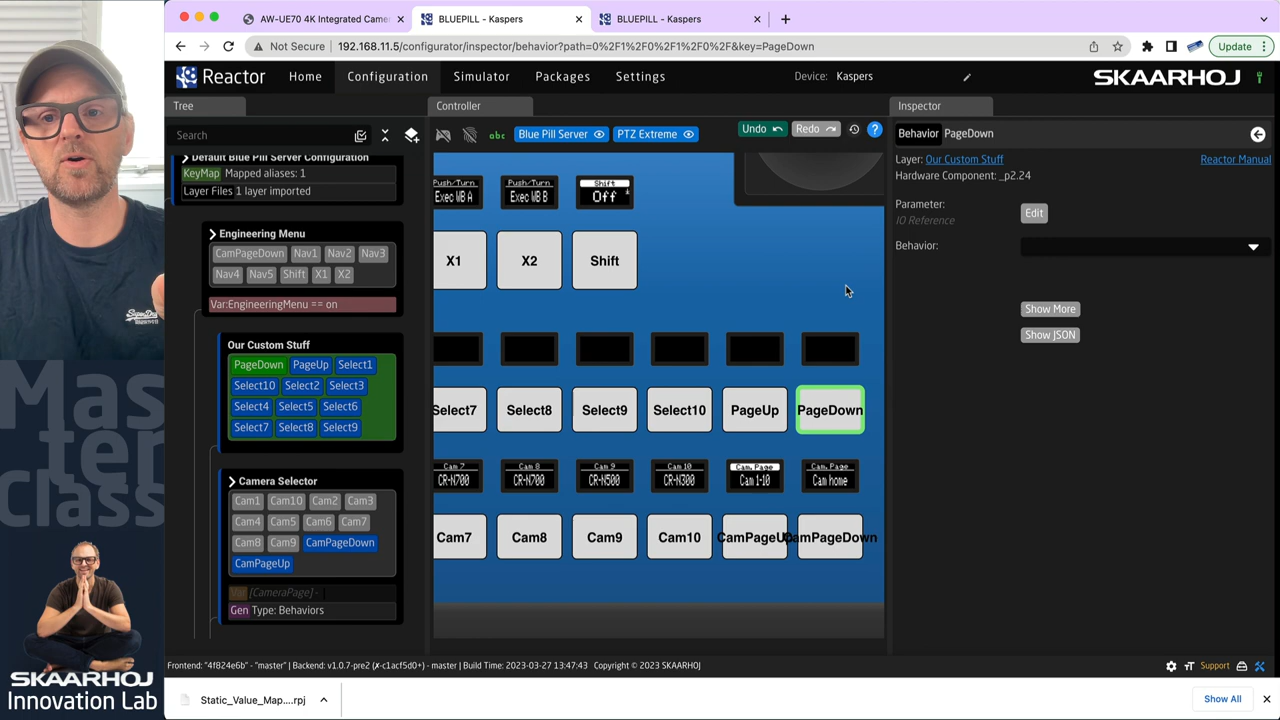 AW-UE70 4K Integrated Came
BLUEPILL - Kaspers
BLUEPILL - Kaspers
Not Secure
192.168.11.5/configurator/inspector/behavior?path=0%2F1%2F0%2F1%2F0%2F&key=PageDown
Update
Reactor
Home
Configuration
Simulator
Packages
Settings
Device:
Kaspers
SKAARHOJ
Tree
Controller
Inspector
Search
abc
Blue Pill Server
PTZ Extreme
Undo
Redo
?
Behavior
PageDown
Layer: Our Custom Stuff
Reactor Manual
Hardware Component: _p2.24
Parameter:
IO Reference
Edit
Behavior:
Show More
Show JSON
Default Blue Pill Server Configuration
KeyMap Mapped aliases: 1
Layer Files 1 layer imported
Engineering Menu
CamPageDown Nav1 Nav2 Nav3
Nav4 Nav5 Shift X1 X2
Var:EngineeringMenu == on
Our Custom Stuff
PageDown PageUp Select1
Select10 Select2 Select3
Select4 Select5 Select6
Select7 Select8 Select9
Camera Selector
Cam1 Cam10 Cam2 Cam3
Cam4 Cam5 Cam6 Cam7
Cam8 Cam9 CamPageDown
CamPageUp
Var [CameraPage] -
Gen Type: Behaviors
Push/Turn
Exec WB A
Push/Turn
Exec WB B
Shift
Off
X1
X2
Shift
Select7
Select8
Select9
Select10
PageUp
PageDown
Cam 7
CR-N700
Cam 8
CR-N700
Cam 9
CR-N500
Cam 10
CR-N300
Cam. Page
Cam 1-10
Cam. Page
Cam home
Cam7
Cam8
Cam9
Cam10
CamPageUp
CamPageDown
Frontend: "4f824e6b" - "master" | Backend: v1.0.7-pre2 (✗-c1acf5d0+) - master | Build Time: 2023-03-27 13:47:43 Copyright © 2023 SKAARHOJ
Support
Static_Value_Map....rpj
Show All
Mas
ter
Class
SKAARHOJ
Innovation Lab